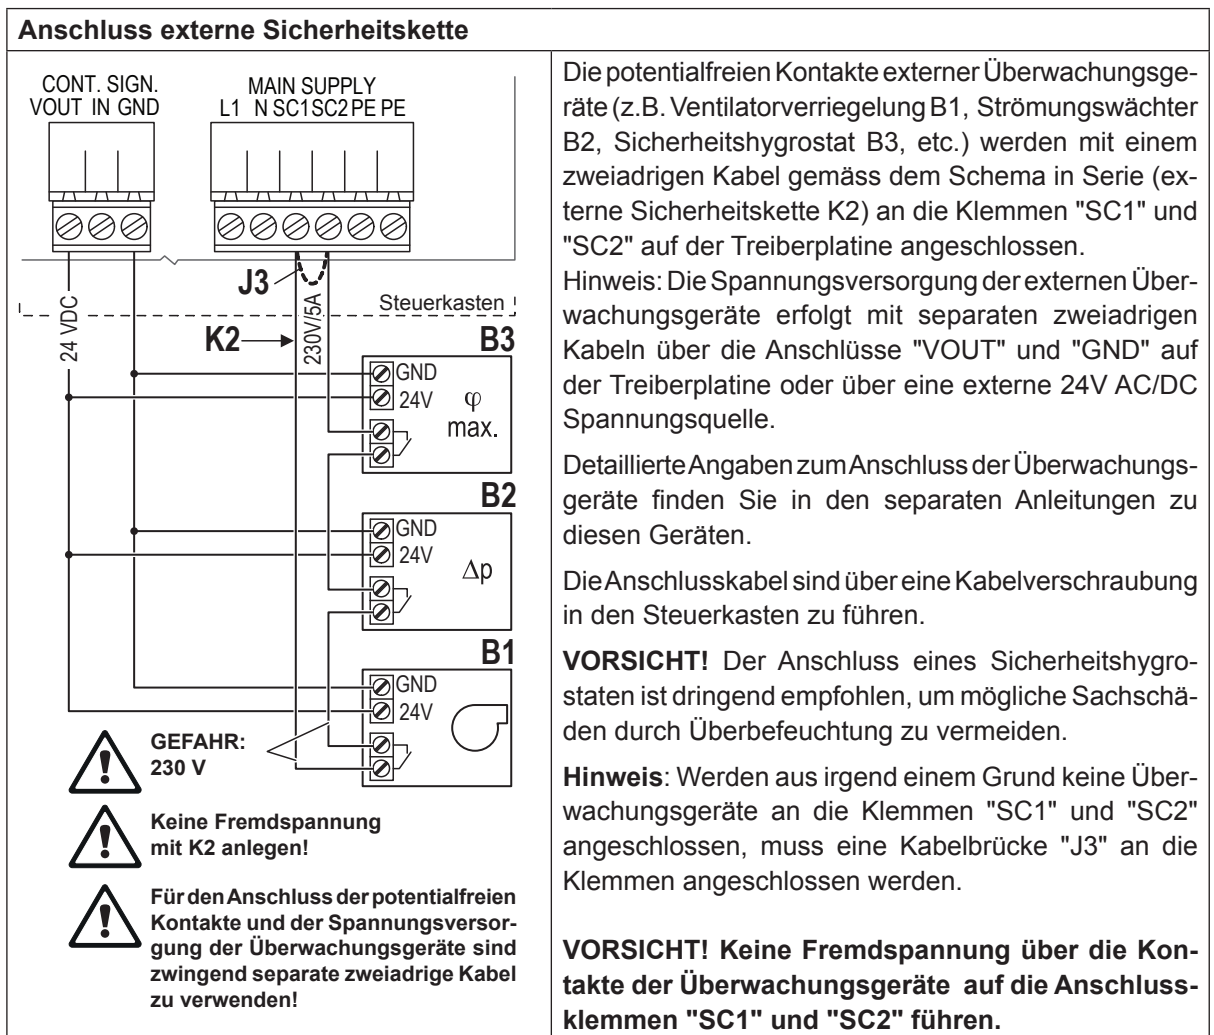 Anschluss externe Sicherheitskette
CONT. SIGN.
VOUT IN GND
MAIN SUPPLY
L1 N SC1 SC2 PE PE
J3
Steuerkasten
24 VDC
K2
230V/5A
B3
GND
24V
φ
max.
B2
GND
24V
Δp
B1
GND
24V
GEFAHR:
230 V
Keine Fremdspannung
mit K2 anlegen!
Für den Anschluss der potentialfreien
Kontakte und der Spannungsversor-
gung der Überwachungsgeräte sind
zwingend separate zweiadrige Kabel
zu verwenden!
Die potentialfreien Kontakte externer Überwachungsge-
räte (z.B. Ventilatorverriegelung B1, Strömungswächter
B2, Sicherheitshygrostat B3, etc.) werden mit einem
zweiadrigen Kabel gemäss dem Schema in Serie (ex-
terne Sicherheitskette K2) an die Klemmen "SC1" und
"SC2" auf der Treiberplatine angeschlossen.
Hinweis: Die Spannungsversorgung der externen Über-
wachungsgeräte erfolgt mit separaten zweiadrigen
Kabeln über die Anschlüsse "VOUT" und "GND" auf
der Treiberplatine oder über eine externe 24V AC/DC
Spannungsquelle.
Detaillierte Angaben zum Anschluss der Überwachungs-
geräte finden Sie in den separaten Anleitungen zu
diesen Geräten.
Die Anschlusskabel sind über eine Kabelverschraubung
in den Steuerkasten zu führen.
VORSICHT! Der Anschluss eines Sicherheitshygro-
staten ist dringend empfohlen, um mögliche Sachschä-
den durch Überbefeuchtung zu vermeiden.
Hinweis: Werden aus irgend einem Grund keine Über-
wachungsgeräte an die Klemmen "SC1" und "SC2"
angeschlossen, muss eine Kabelbrücke "J3" an die
Klemmen angeschlossen werden.
VORSICHT! Keine Fremdspannung über die Kon-
takte der Überwachungsgeräte auf die Anschluss-
klemmen "SC1" und "SC2" führen.